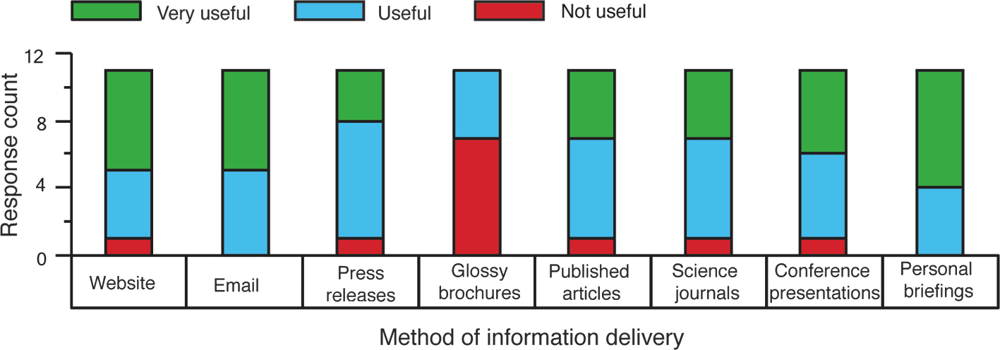 Very useful
Useful
Not useful
12
8
4
0
Response count
Website
Email
Press
releases
Glossy
brochures
Published
articles
Science
journals
Conference
presentations
Personal
briefings
Method of information delivery